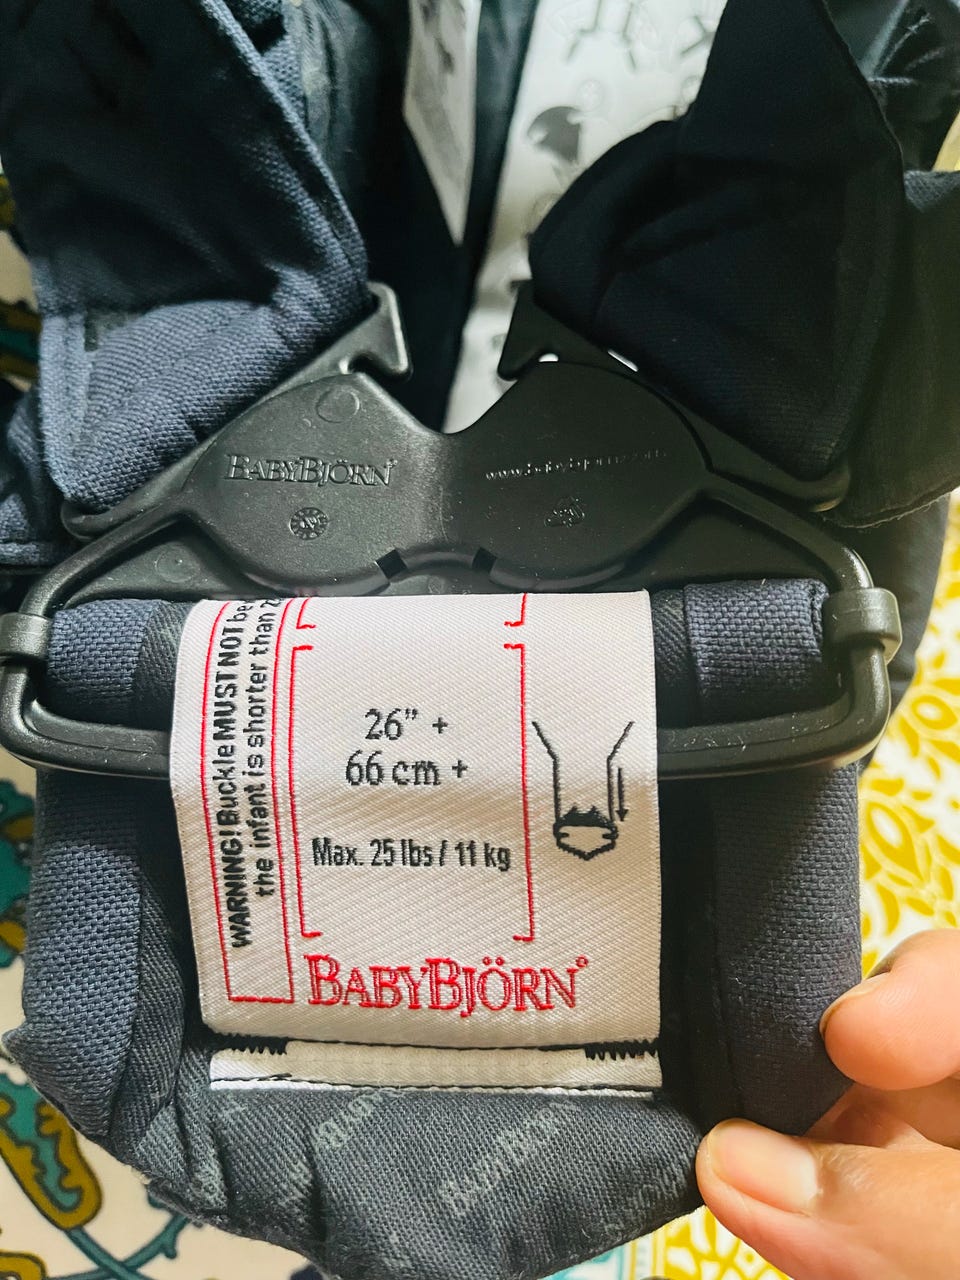 BABYBJÖRN®
www.babybjorn.com
WARNING! Buckle MUST NOT be
the infant is shorter than
26" +
66 cm +
Max. 25 lbs / 11 kg
BABYBJÖRN®
BABYBJÖRN